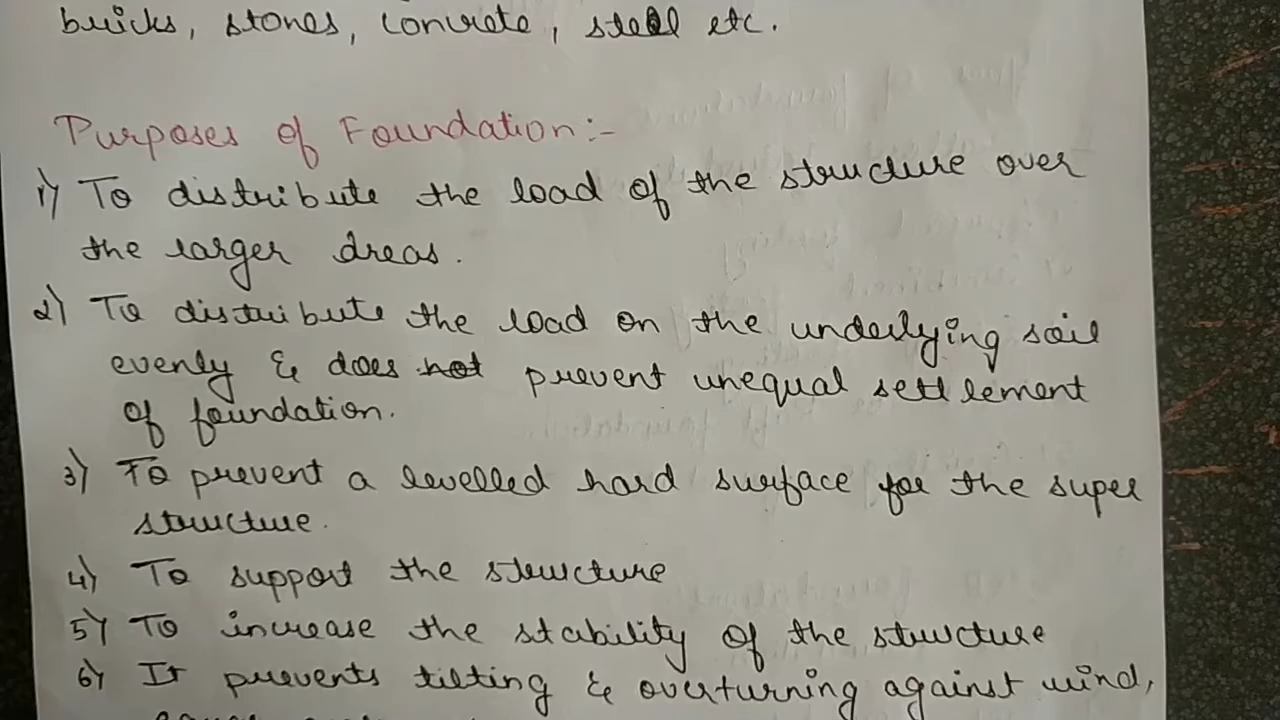 bricks, stones, concrete, steel etc.
Purposes of Foundation:-
1) To distribute the load of the structure over
the larger areas.
2) To distribute the load on the underlying soil
evenly & does not prevent unequal settlement
of foundation.
3) To prevent a levelled hard surface for the super
structure.
4) To support the structure
5) To increase the stability of the structure
6) It prevents tilting & overturning against wind,